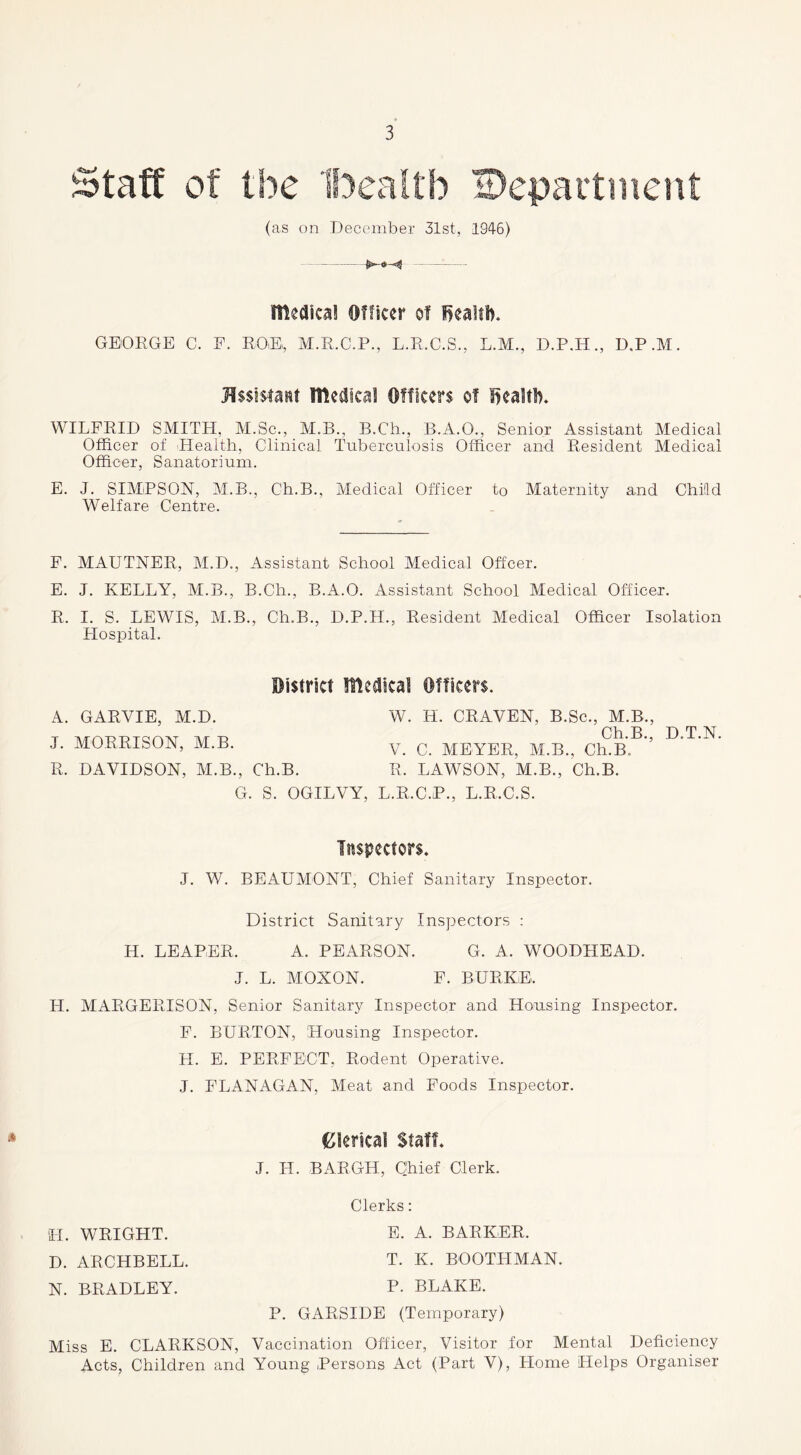 3
Staff of the Health Department
(as on December 31st, 1946)
Medical Officer of Health.
GEORGE C. F. ROE, M.R.C.P., L.R.C.S., L.M., D.P.H., D.P.M.
Assistant Medical Officers of Health.
WILFRID SMITH, M.Sc., M.B., B.Ch., B.A.O., Senior Assistant Medical
Officer of Health, Clinical Tuberculosis Officer and Resident Medical
Officer, Sanatorium.
E. J. SIMPSON, M.B., Ch.B., Medical Officer to Maternity and Child
Welfare Centre.
F. MAUTNER, M.D., Assistant School Medical Offcer.
E. J. KELLY, M.B., B.Ch., B.A.O. Assistant School Medical Officer.
R. I. S. LEWIS, M.B., Ch.B., D.P.H., Resident Medical Officer Isolation
Hospital.
District Medical Officers.
A. GARVIE, M.D. W. H. CRAVEN, B.Sc., M.B.,
Ch.B., D.T.N.
J. MORRISON, M.B. V. C. MEYER, M.B., Ch.B.
R. DAVIDSON, M.B., Ch.B. R. LAWSON, M.B., Ch.B.
G. S. OGILVY, L.R.C.P., L.R.C.S.
Inspectors.
J. W. BEAUMONT, Chief Sanitary Inspector.
District Sanitary Inspectors :
H. LEAPER. A. PEARSON. G. A. WOODHEAD.
J. L. MOXON. F. BURKE.
H. MARGERISON, Senior Sanitary Inspector and Housing Inspector.
F. BURTON, Housing Inspector.
H. E. PERFECT, Rodent Operative.
J. FLANAGAN, Meat and Foods Inspector.
Clerical Staff.
J. H. BARGH, Chief Clerk.
Clerks:
H. WRIGHT. E. A. BARKER.
D. ARCHBELL. T. K. BOOTHMAN.
N. BRADLEY. P. BLAKE.
P. GARSIDE (Temporary)
Miss E. CLARKSON, Vaccination Officer, Visitor for Mental Deficiency
Acts, Children and Young Persons Act (Part V), Home Helps Organiser